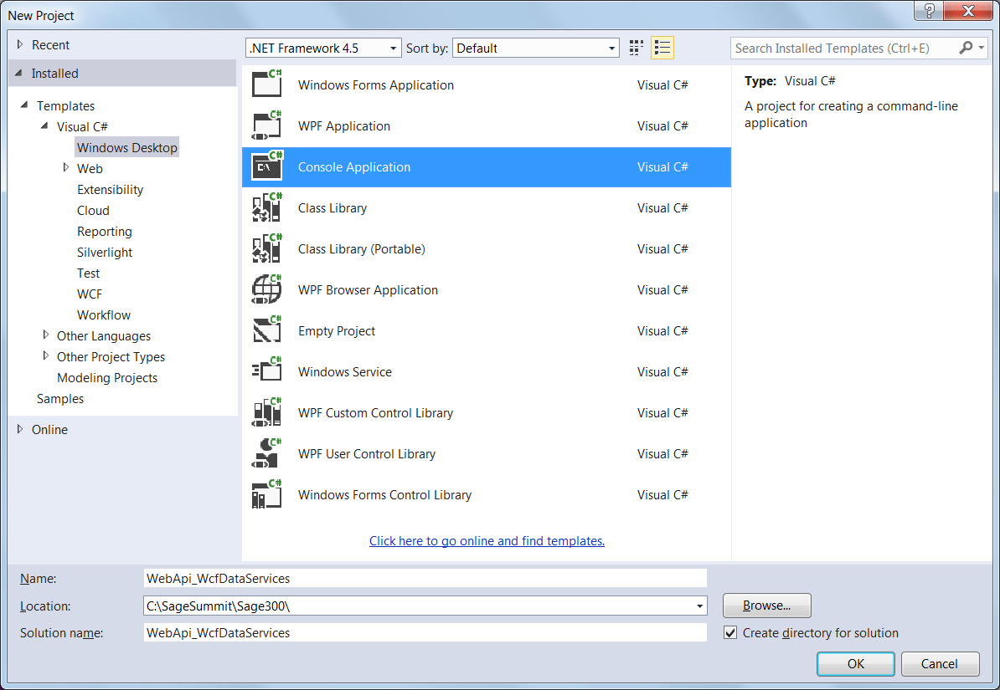 New Project
Recent
Installed
Templates
Visual C#
Windows Desktop
Web
Extensibility
Cloud
Reporting
Silverlight
Test
WCF
Workflow
Other Languages
Other Project Types
Modeling Projects
Samples
Online
.NET Framework 4.5 Sort by: Default
Search Installed Templates (Ctrl+E)
C# Windows Forms Application Visual C#
C# WPF Application Visual C#
C# C:\ Console Application Visual C#
C# Class Library Visual C#
C# Class Library (Portable) Visual C#
C# WPF Browser Application Visual C#
C# Empty Project Visual C#
C# Windows Service Visual C#
C# WPF Custom Control Library Visual C#
C# WPF User Control Library Visual C#
C# Windows Forms Control Library Visual C#
Click here to go online and find templates.
Type: Visual C#
A project for creating a command-line
application
Name: WebApi_WcfDataServices
Location: C:\SageSummit\Sage300\ Browse...
Solution name: WebApi_WcfDataServices Create directory for solution
OK Cancel